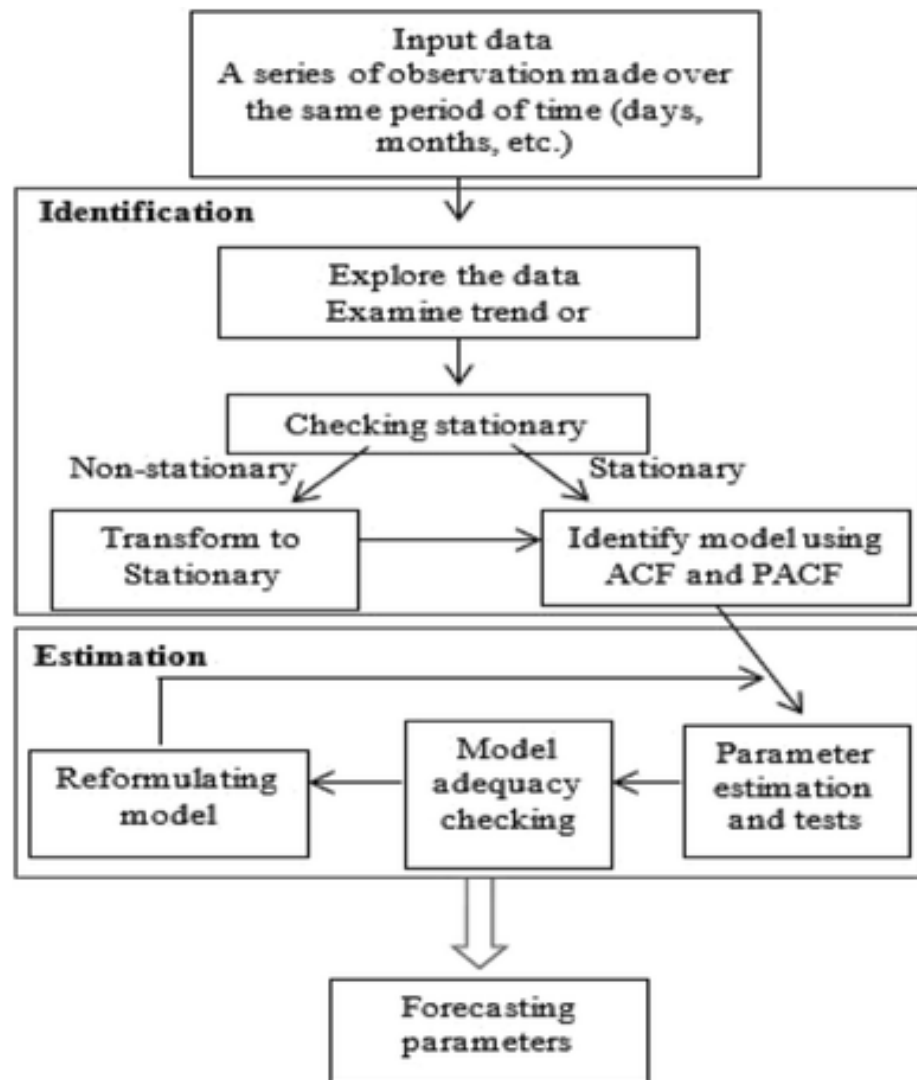 Input data
A series of observation made over
the same period of time (days,
months, etc.)
Identification
Explore the data
Examine trend or
Checking stationary
Non-stationary
Stationary
Transform to
Stationary
Identify model using
ACF and PACF
Estimation
Reformulating
model
Model
adequacy
checking
Parameter
estimation
and tests
Forecasting
parameters